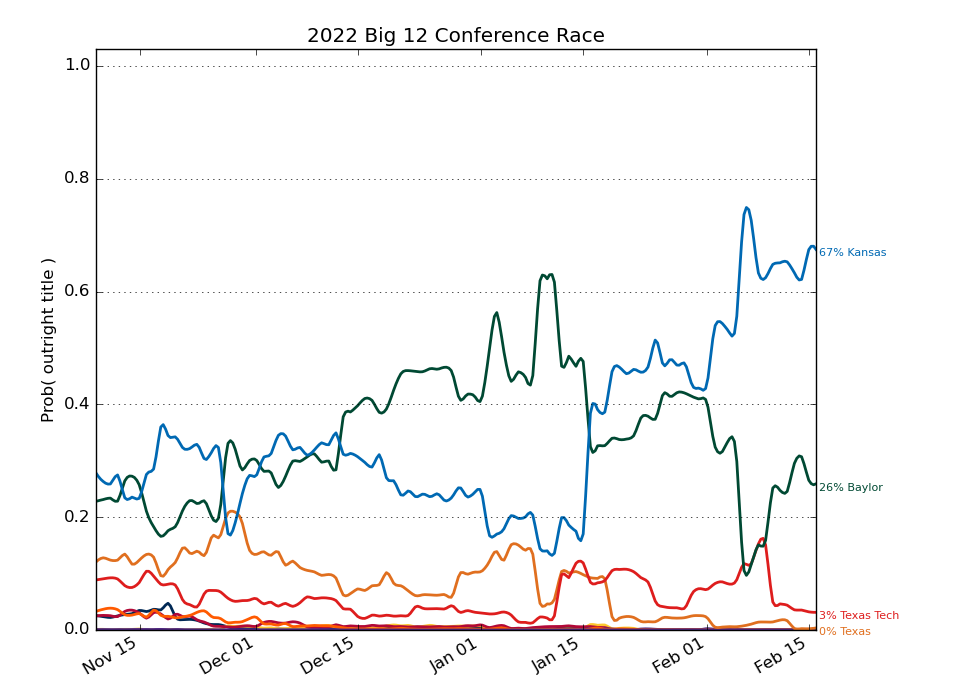 2022 Big 12 Conference Race
Prob( outright title )
1.0
0.8
0.6
0.4
0.2
0.0
67% Kansas
26% Baylor
3% Texas Tech
0% Texas
Nov 15
Dec 01
Dec 15
Jan 01
Jan 15
Feb 01
Feb 15